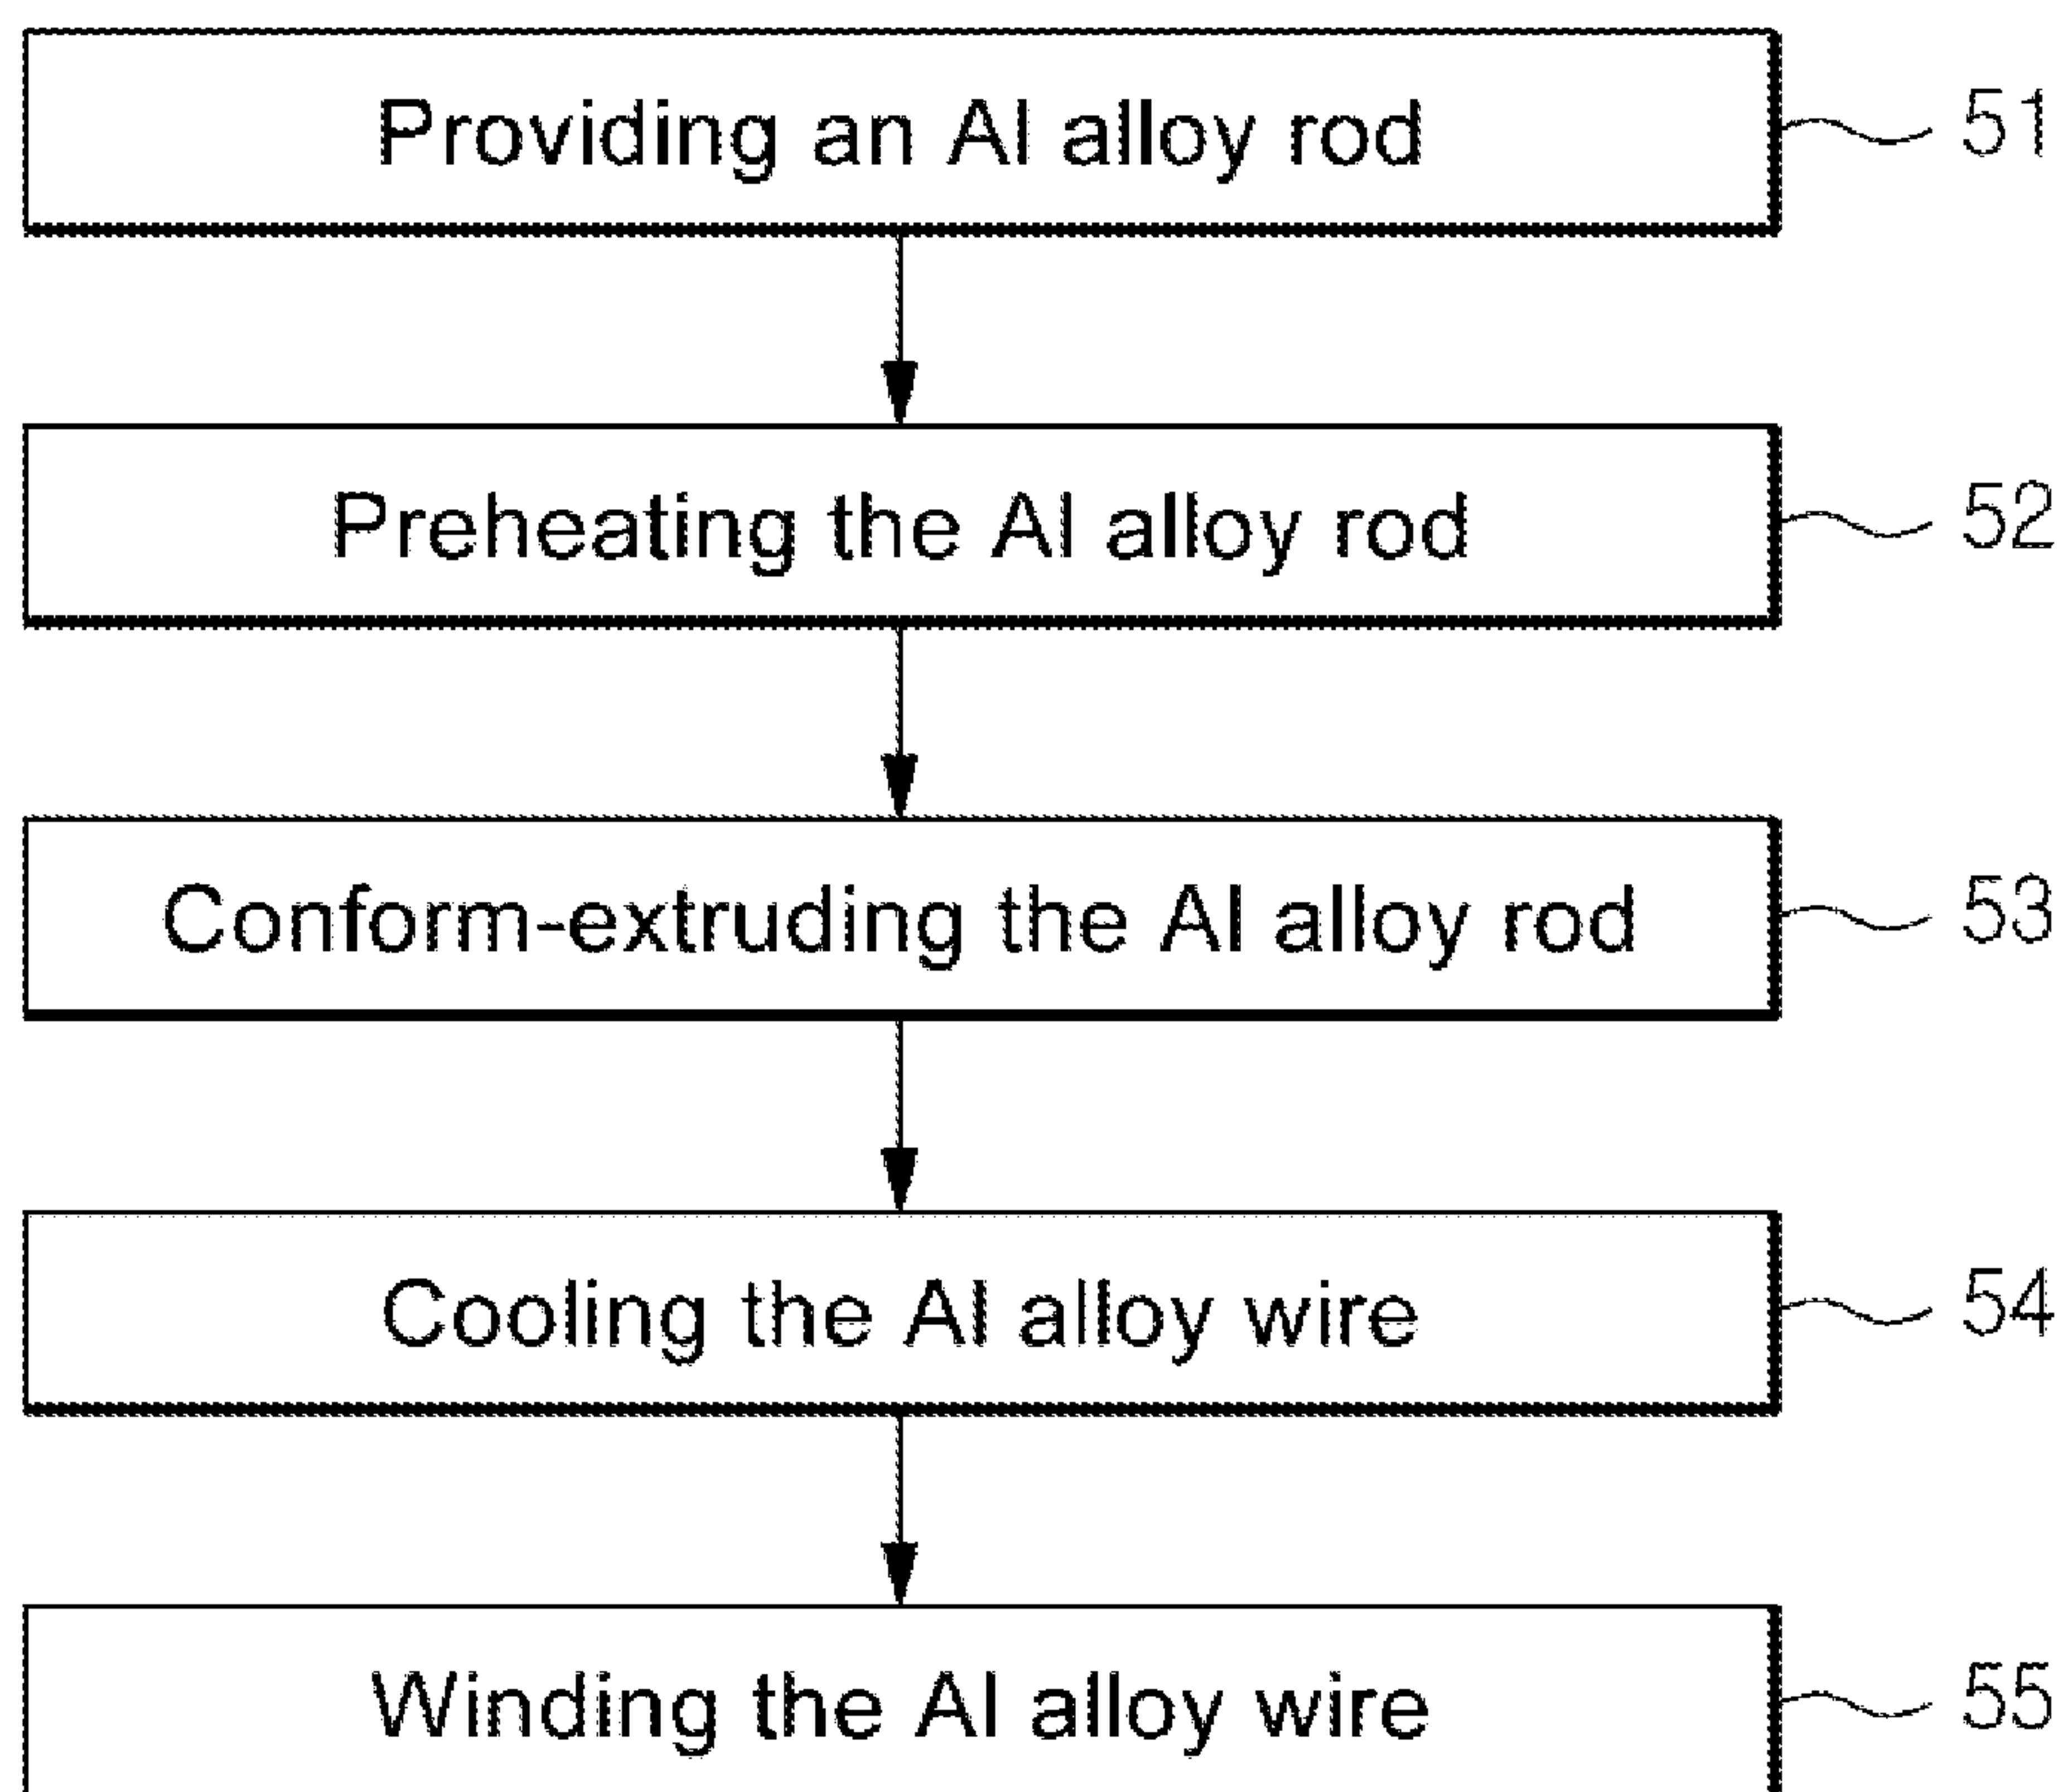 Providing an Al alloy rod 51
Preheating the Al alloy rod 52
Conform-extruding the Al alloy rod 53
Cooling the Al alloy wire 54
Winding the Al alloy wire 55